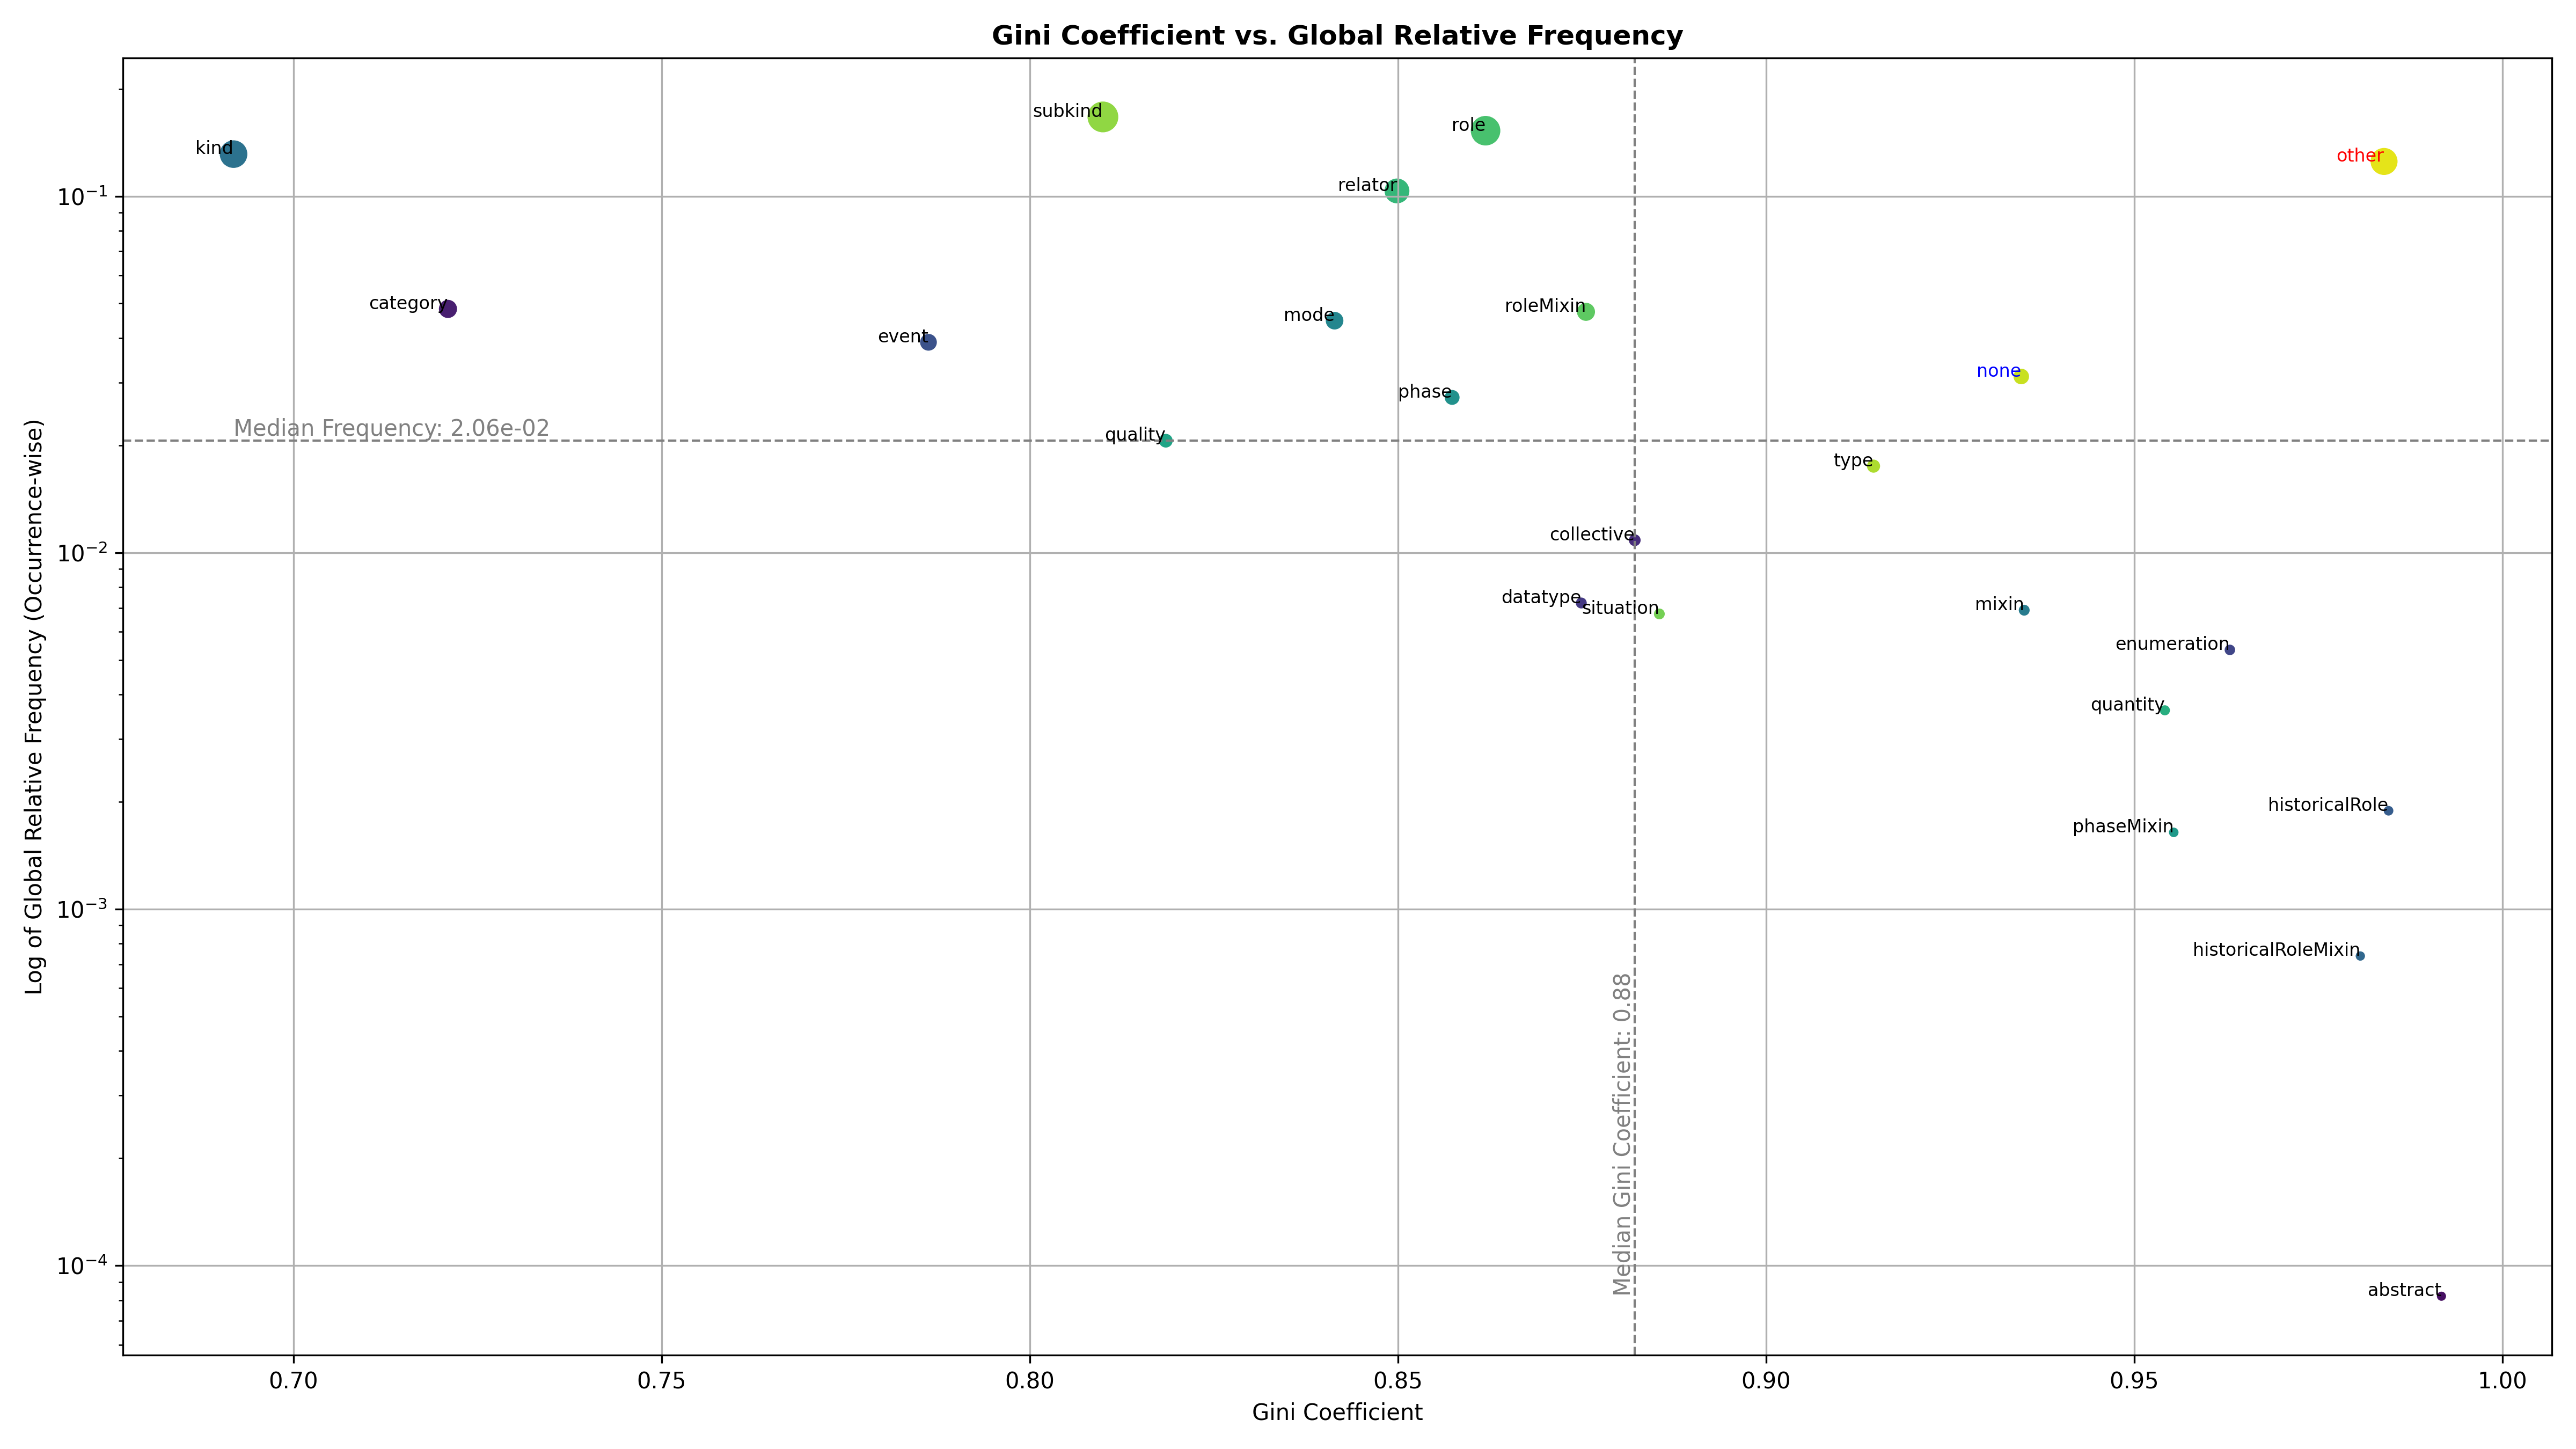 Gini Coefficient vs. Global Relative Frequency
subkind
role
kind
other
relator
10⁻¹
category
roleMixin
mode
event
none
phase
Median Frequency: 2.06e-02
quality
type
collective
10⁻²
datatype
situation
mixin
enumeration
quantity
historicalRole
phaseMixin
10⁻³
historicalRoleMixin
Median Gini Coefficient: 0.88
10⁻⁴
abstract
Log of Global Relative Frequency (Occurrence-wise)
0.70 0.75 0.80 0.85 0.90 0.95 1.00
Gini Coefficient